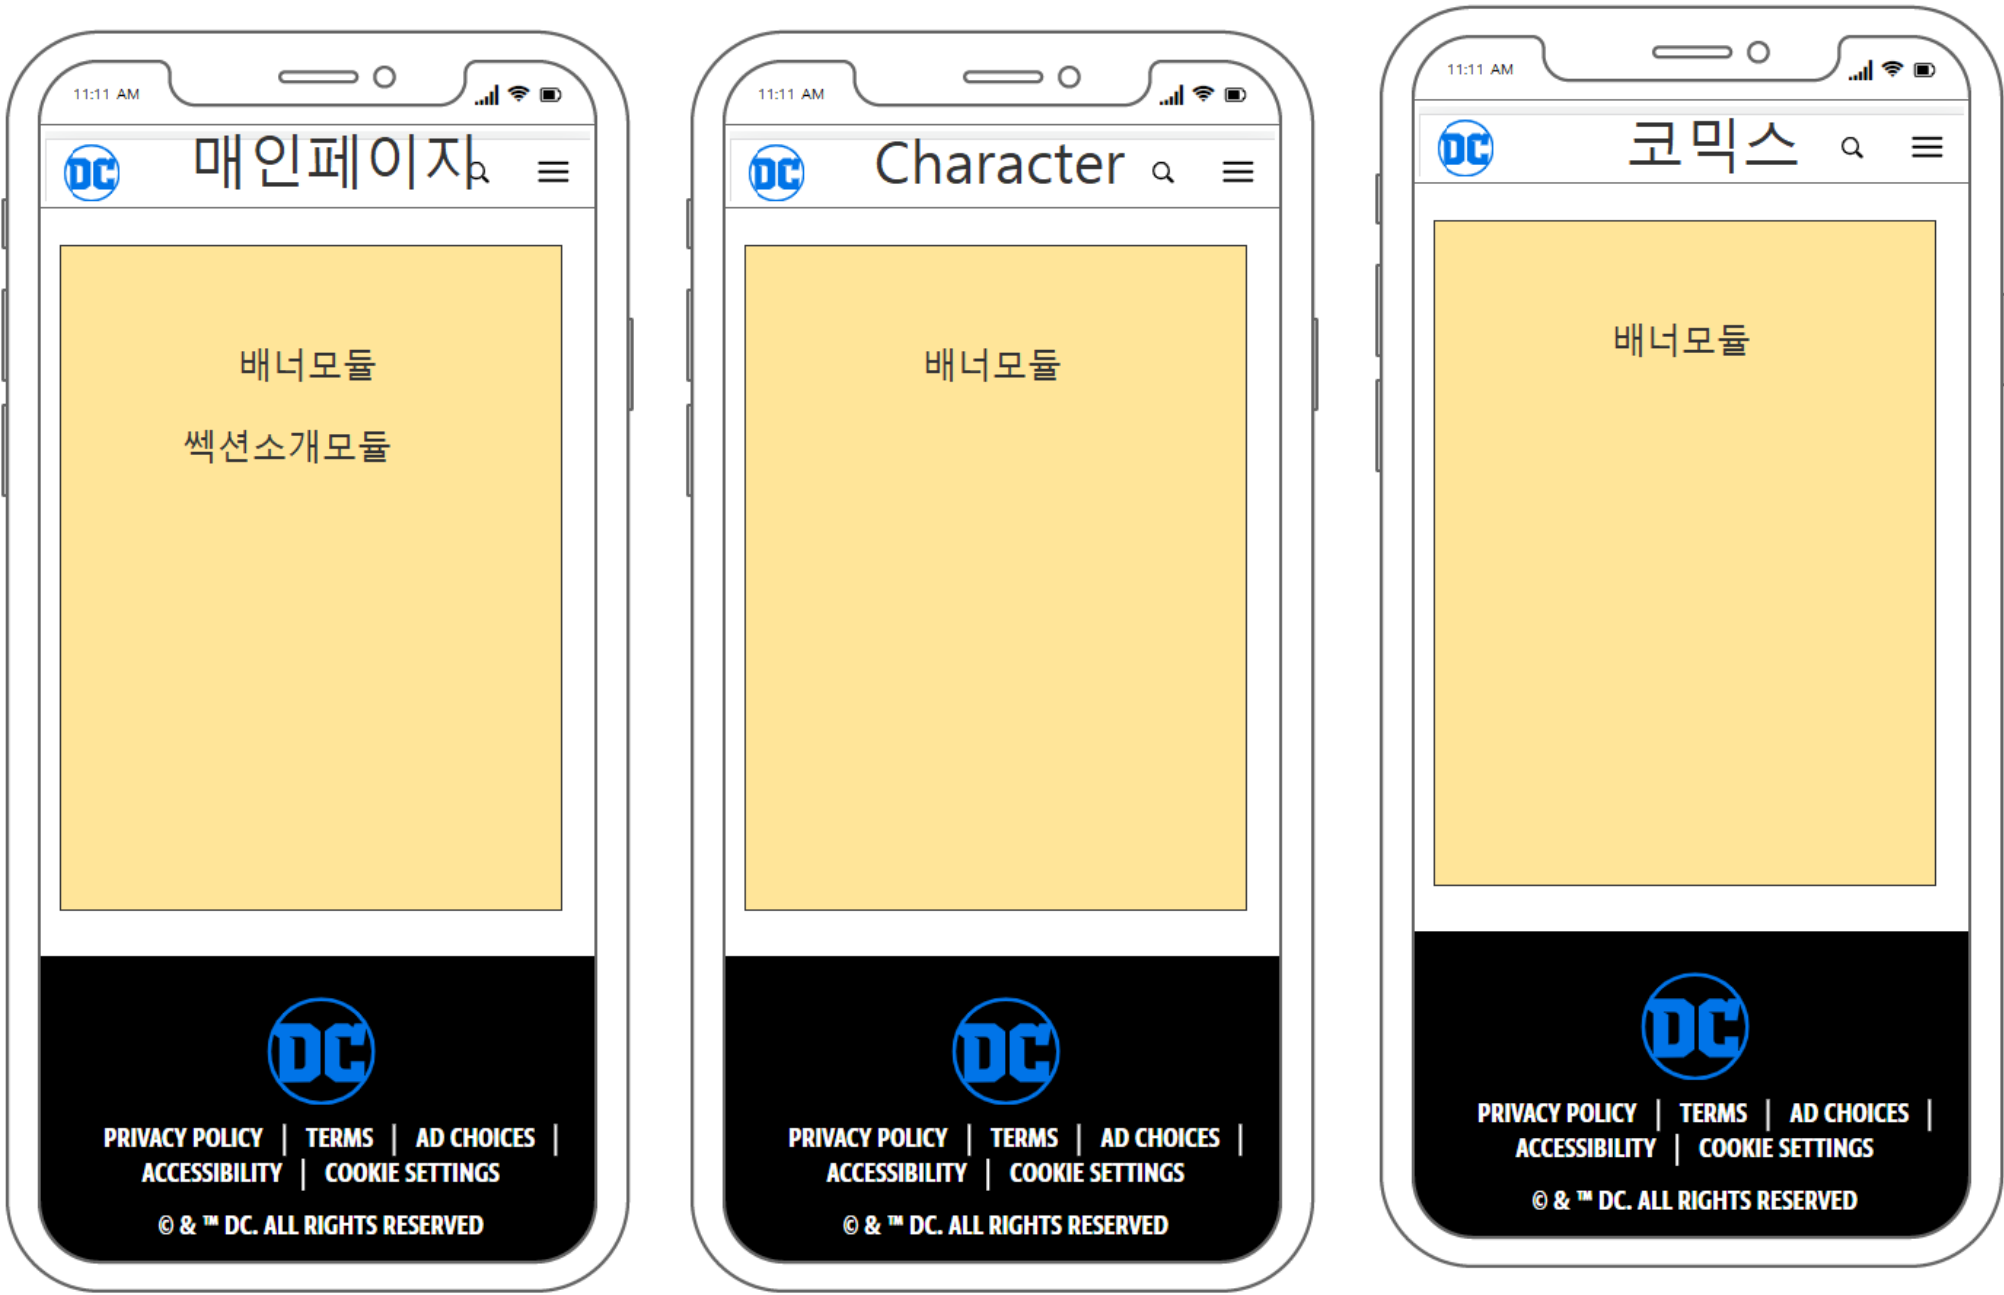 11:11 AM
DC
매인페이지
배너모듈
쎅션소개모듈
DC
PRIVACY POLICY | TERMS | AD CHOICES |
ACCESSIBILITY | COOKIE SETTINGS
© & ™ DC. ALL RIGHTS RESERVED
11:11 AM
DC
Character
배너모듈
DC
PRIVACY POLICY | TERMS | AD CHOICES |
ACCESSIBILITY | COOKIE SETTINGS
© & ™ DC. ALL RIGHTS RESERVED
11:11 AM
DC
코믹스
배너모듈
DC
PRIVACY POLICY | TERMS | AD CHOICES |
ACCESSIBILITY | COOKIE SETTINGS
© & ™ DC. ALL RIGHTS RESERVED